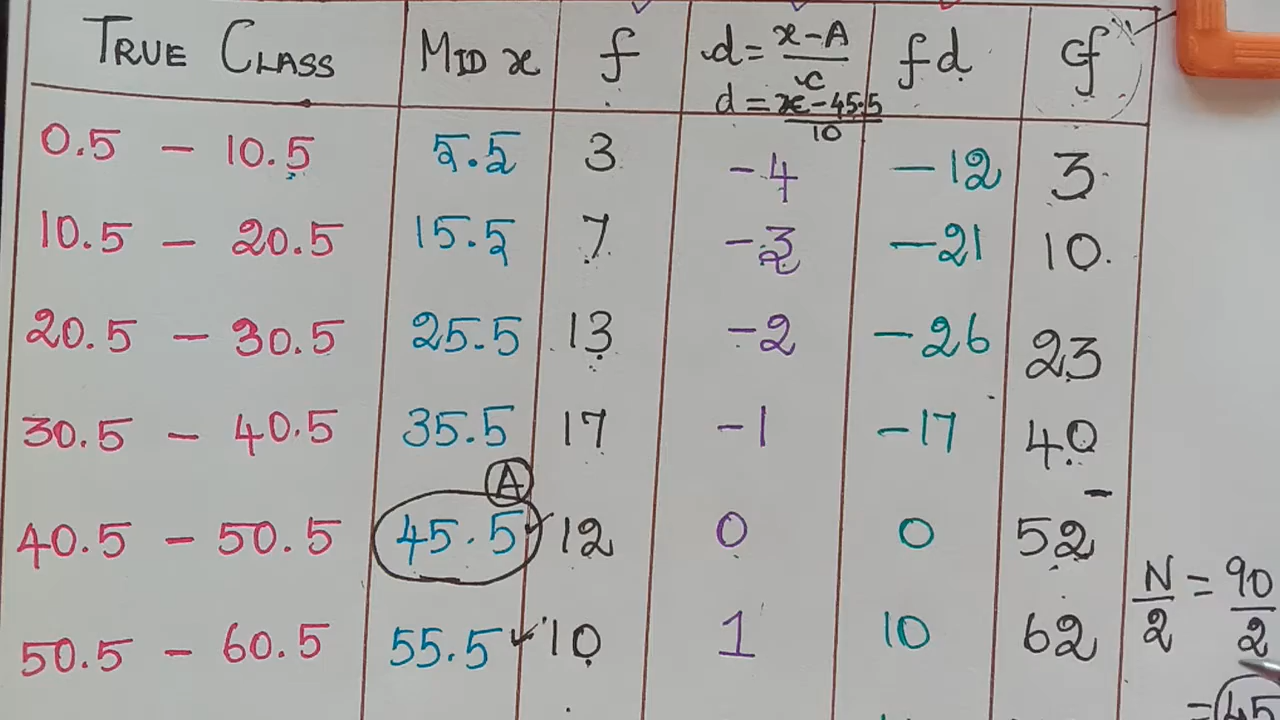 TRUE CLASS MID x f d = x-A/c fd cf
d = x-45.5/10
0.5 - 10.5 5.5 3 -4 -12 3
10.5 - 20.5 15.5 7 -3 -21 10
20.5 - 30.5 25.5 13 -2 -26 23
30.5 - 40.5 35.5 17 -1 -17 40
A
40.5 - 50.5 45.5 12 0 0 52
N/2 = 90/2
50.5 - 60.5 55.5 10 1 10 62
= 45